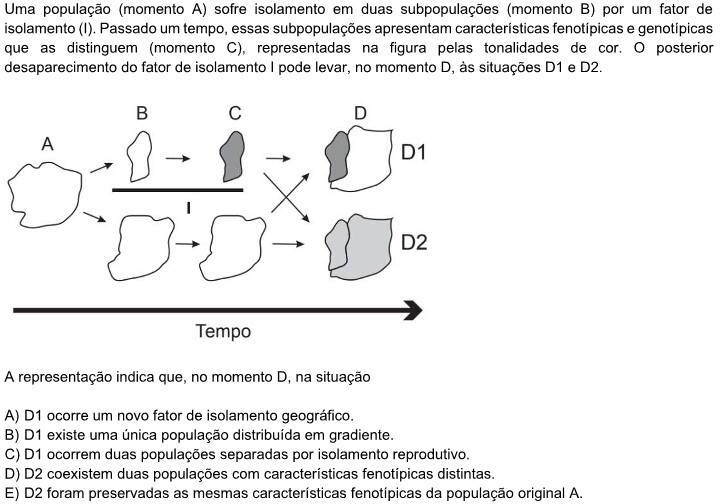 Uma população (momento A) sofre isolamento em duas subpopulações (momento B) por um fator de
isolamento (I). Passado um tempo, essas subpopulações apresentam características fenotípicas e genotípicas
que as distinguem (momento C), representadas na figura pelas tonalidades de cor. O posterior
desaparecimento do fator de isolamento I pode levar, no momento D, às situações D1 e D2.
B
C
D
A
D1
I
D2
Tempo
A representação indica que, no momento D, na situação
A) D1 ocorre um novo fator de isolamento geográfico.
B) D1 existe uma única população distribuída em gradiente.
C) D1 ocorrem duas populações separadas por isolamento reprodutivo.
D) D2 coexistem duas populações com características fenotípicas distintas.
E) D2 foram preservadas as mesmas características fenotípicas da população original A.